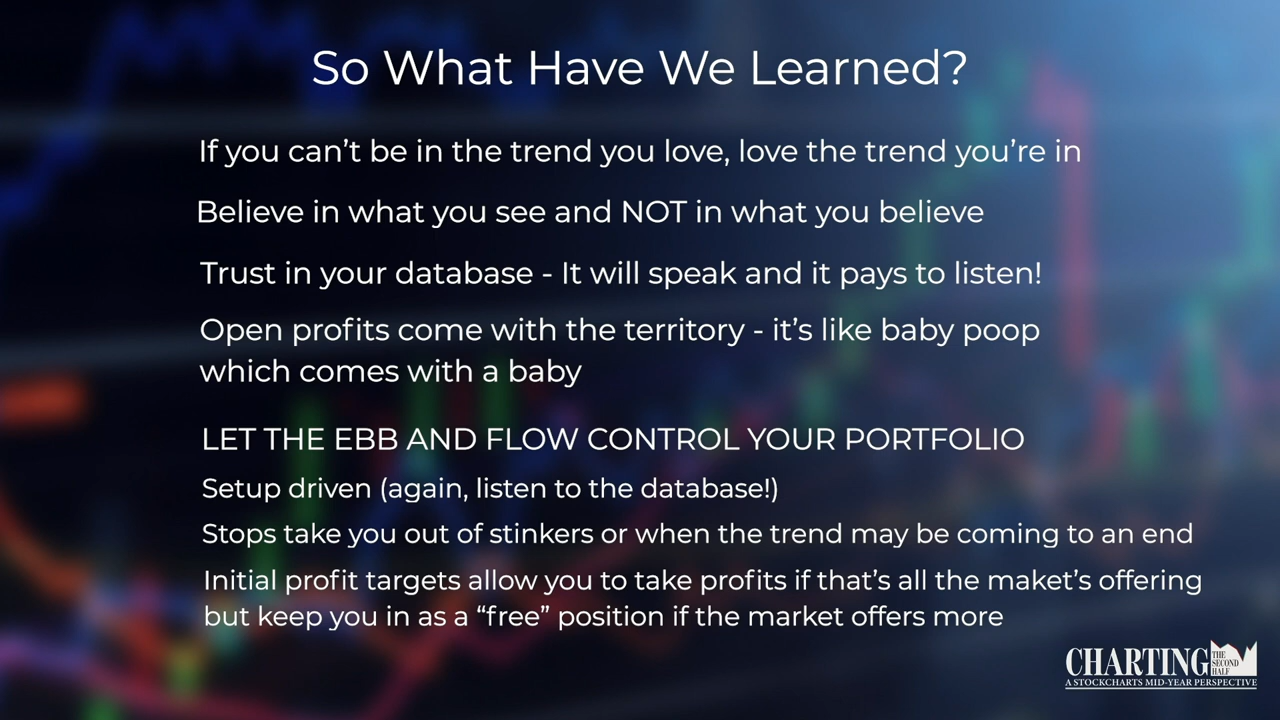 So What Have We Learned?
If you can't be in the trend you love, love the trend you're in
Believe in what you see and NOT in what you believe
Trust in your database - It will speak and it pays to listen!
Open profits come with the territory - it's like baby poop
which comes with a baby
LET THE EBB AND FLOW CONTROL YOUR PORTFOLIO
Setup driven (again, listen to the database!)
Stops take you out of stinkers or when the trend may be coming to an end
Initial profit targets allow you to take profits if that's all the maket's offering
but keep you in as a “free” position if the market offers more
CHARTING THE SECOND HALF
A STOCKCHARTS MID-YEAR PERSPECTIVE